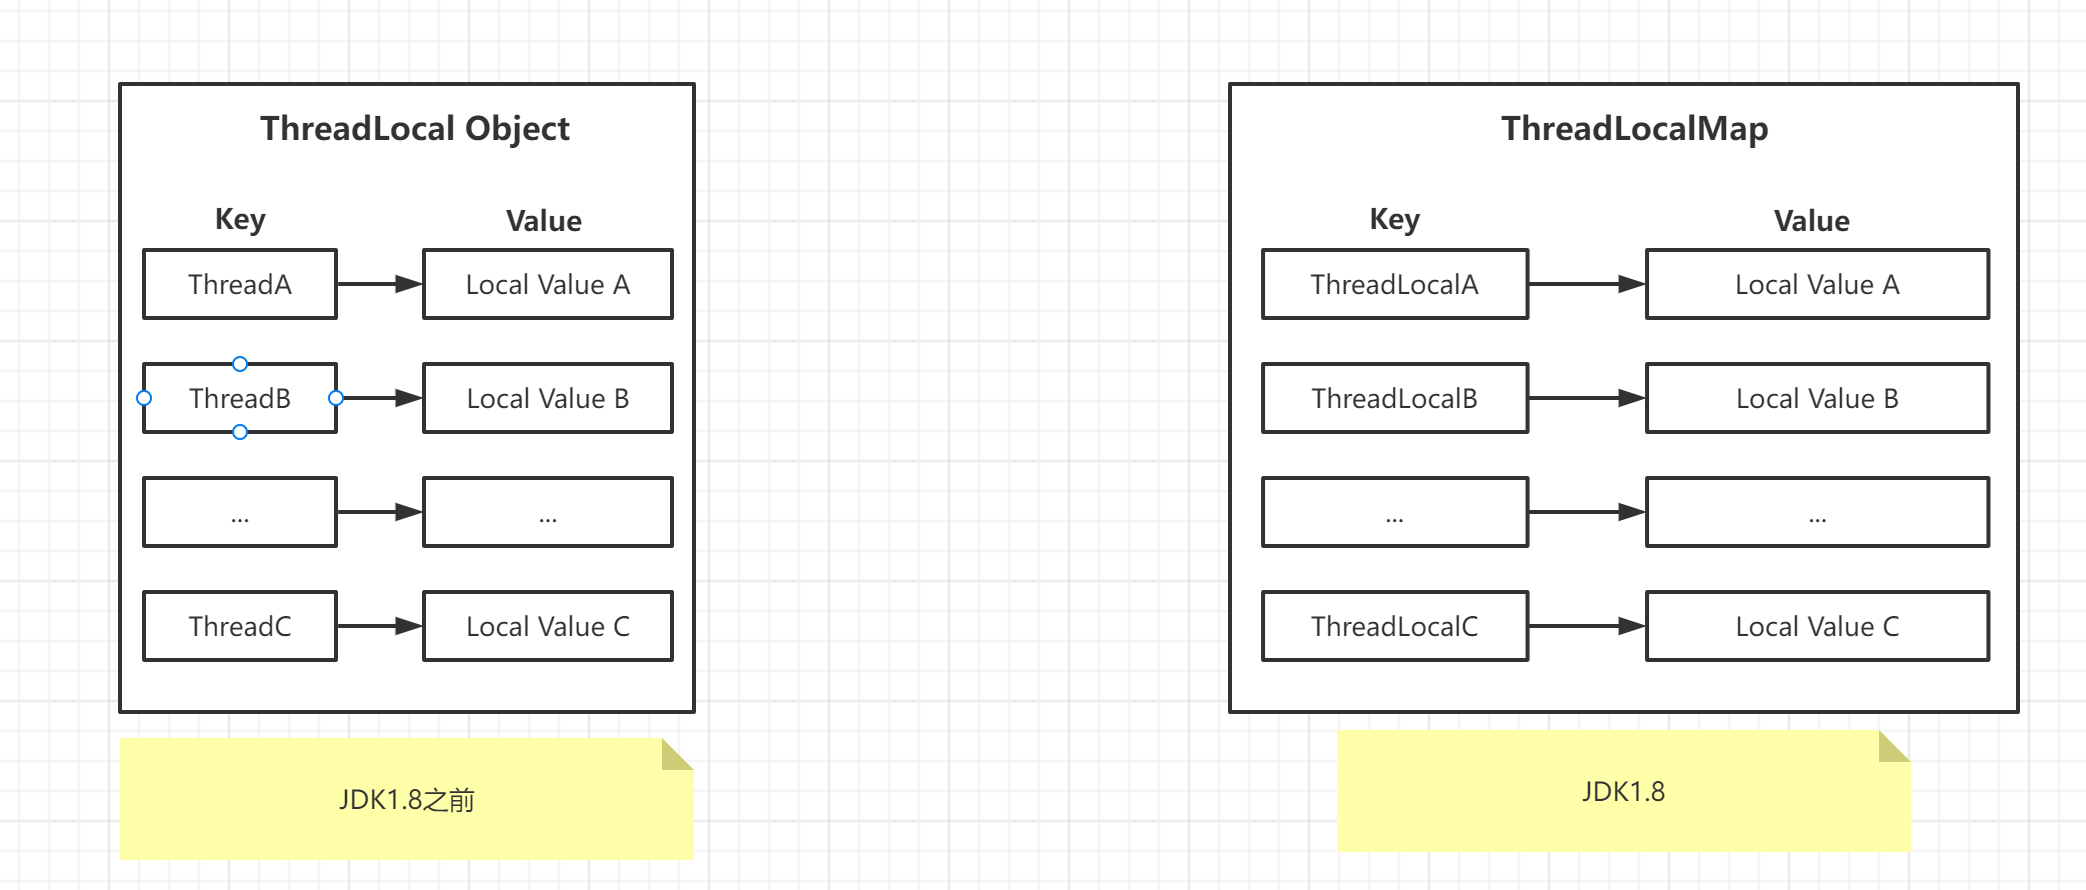 ThreadLocal Object
Key Value
ThreadA Local Value A
ThreadB Local Value B
... ...
ThreadC Local Value C
JDK1.8之前
ThreadLocalMap
Key Value
ThreadLocalA Local Value A
ThreadLocalB Local Value B
... ...
ThreadLocalC Local Value C
JDK1.8